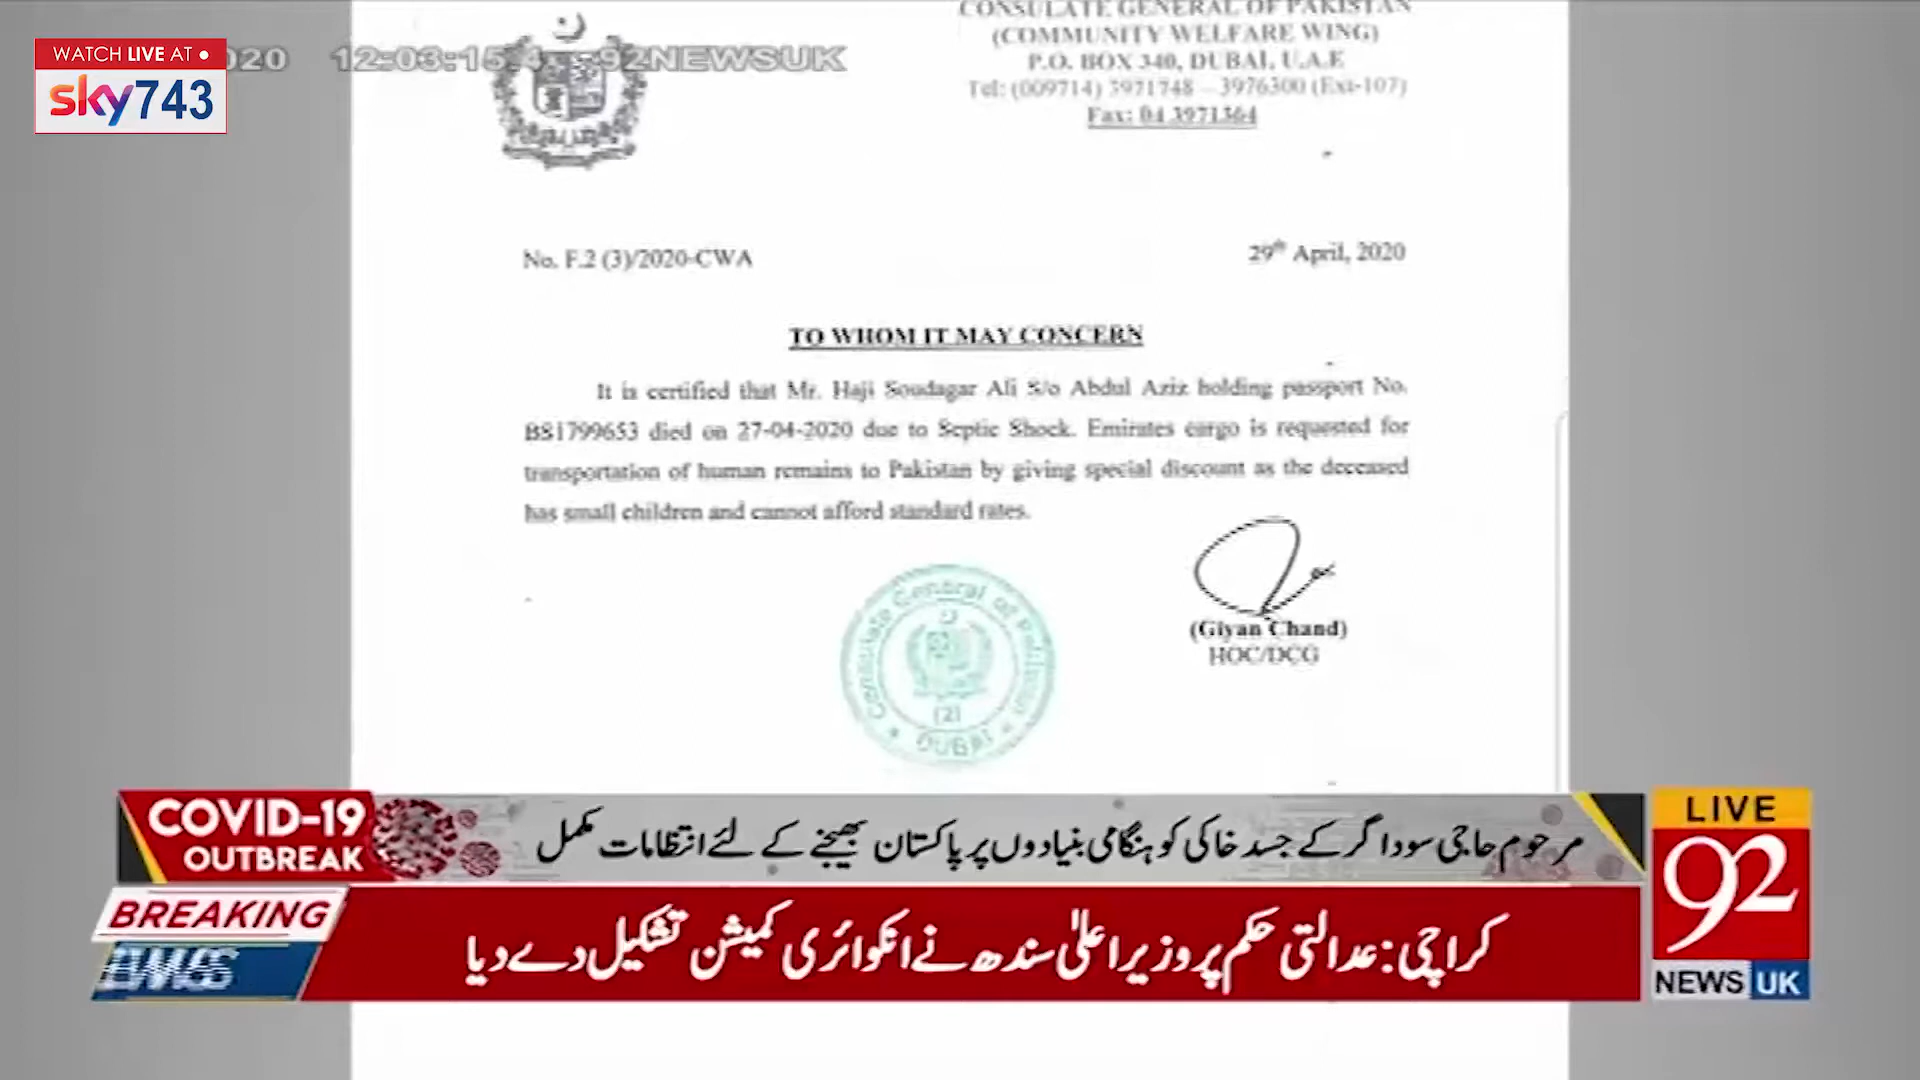 WATCH LIVE AT
sky743
2020 12:03:15 92NEWSUK
CONSULATE GENERAL OF PAKISTAN
(COMMUNITY WELFARE WING)
P.O. BOX 340, DUBAI, U.A.E
Tel: (009714) 3971748 – 3976300 (Ext-107)
Fax: 04 3971364
No. F.2 (3)/2020-CWA
29th April, 2020
TO WHOM IT MAY CONCERN
It is certified that Mr. Haji Soudagar Ali S/o Abdul Aziz holding passport No.
BS1799653 died on 27-04-2020 due to Septic Shock. Emirates cargo is requested for
transportation of human remains to Pakistan by giving special discount as the deceased
has small children and cannot afford standard rates.
(Giyan Chand)
HOC/DCG
Consulate General of Pakistan
(2)
DUBAI
COVID-19
OUTBREAK
مرحوم حاجی سوداگر کے جسد خاکی کو ہنگامی بنیادوں پر پاکستان بھیجنے کے لئے انتظامات مکمل
BREAKING
کراچی: عدالتی حکم پر وزیراعلیٰ سندھ نے انکوائری کمیشن تشکیل دے دیا
LIVE
92
NEWS UK